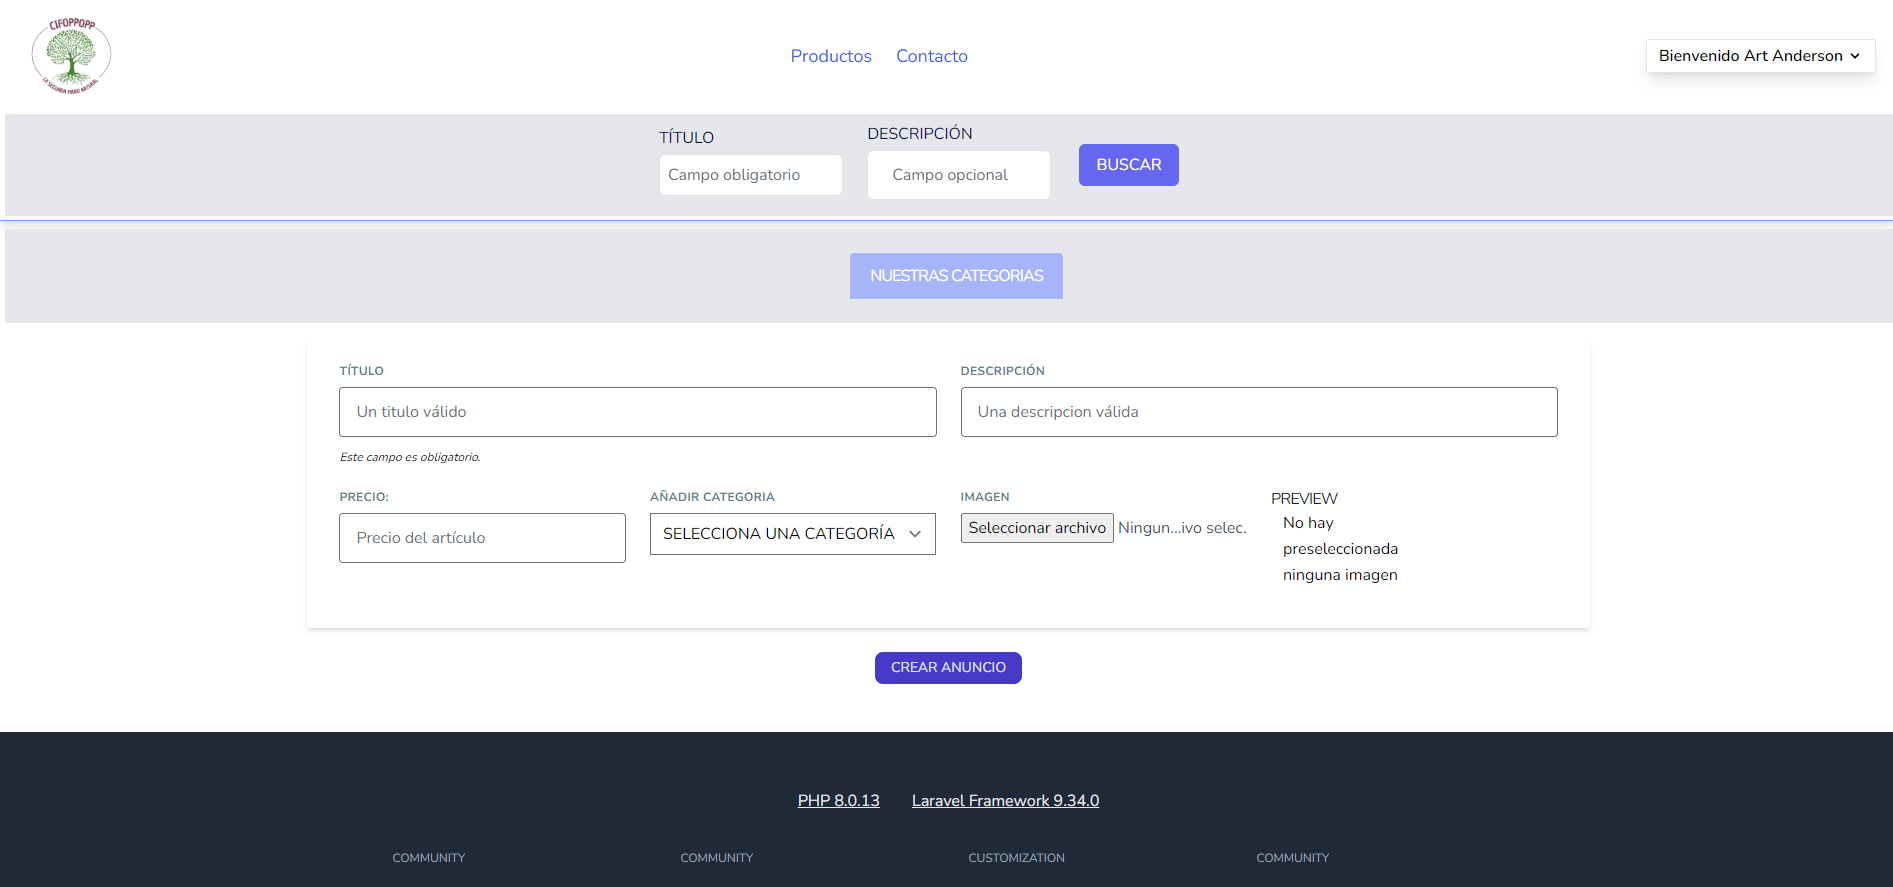 CIFOPPOPP
LA SEGUNDA MANO NATURAL
Productos Contacto
Bienvenido Art Anderson
TÍTULO DESCRIPCIÓN
Campo obligatorio Campo opcional BUSCAR
NUESTRAS CATEGORIAS
TÍTULO DESCRIPCIÓN
Un titulo válido Una descripcion válida
Este campo es obligatorio.
PRECIO: AÑADIR CATEGORIA IMAGEN PREVIEW
Precio del artículo SELECCIONA UNA CATEGORÍA Seleccionar archivo Ningun...ivo selec. No hay
preseleccionada
ninguna imagen
CREAR ANUNCIO
PHP 8.0.13 Laravel Framework 9.34.0
COMMUNITY COMMUNITY CUSTOMIZATION COMMUNITY